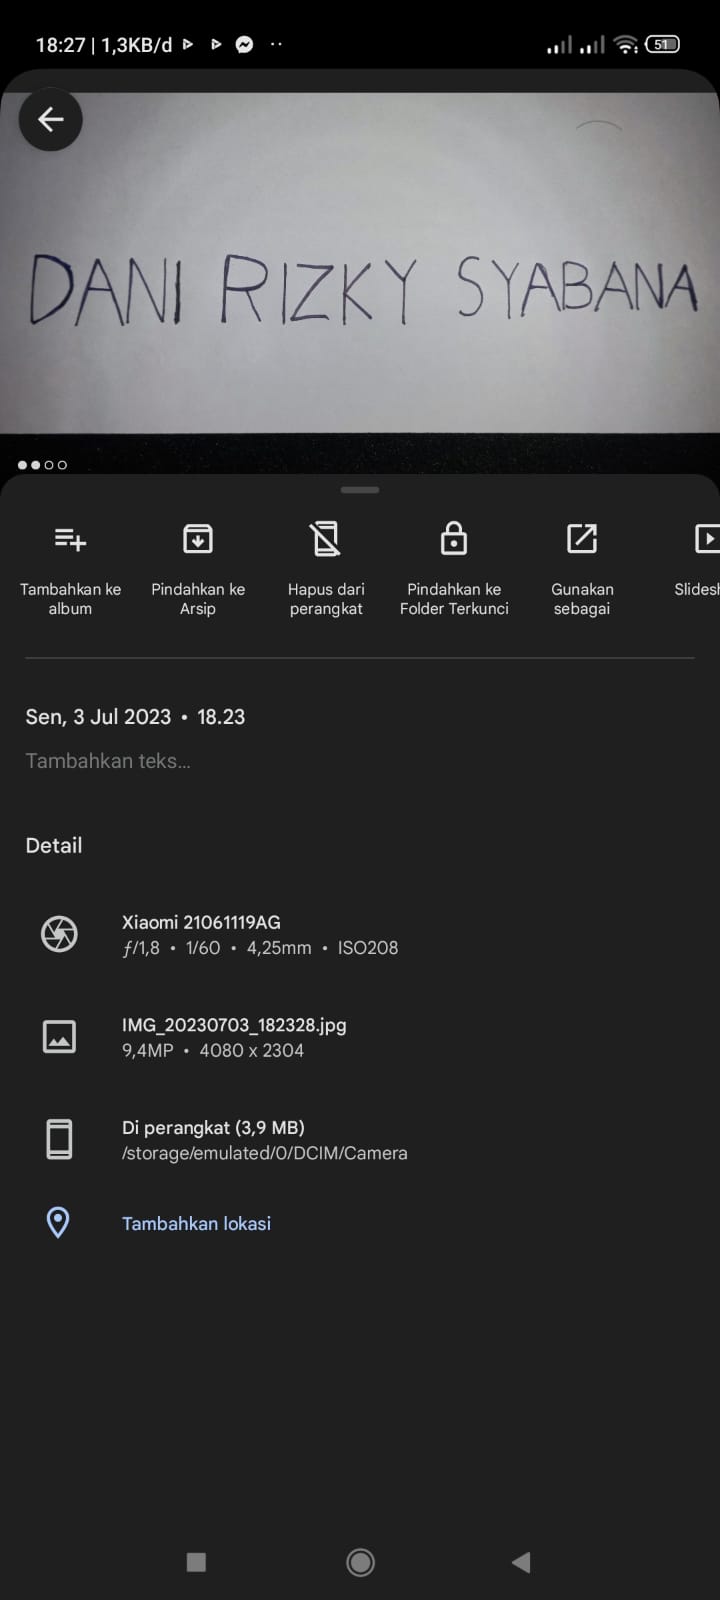 18:27 | 1,3KB/d
51
DANI RIZKY SYABANA
Tambahkan ke album
Pindahkan ke Arsip
Hapus dari perangkat
Pindahkan ke Folder Terkunci
Gunakan sebagai
Slidesh
Sen, 3 Jul 2023 • 18.23
Tambahkan teks...
Detail
Xiaomi 21061119AG
ƒ/1,8 • 1/60 • 4,25mm • ISO208
IMG_20230703_182328.jpg
9,4MP • 4080 x 2304
Di perangkat (3,9 MB)
/storage/emulated/0/DCIM/Camera
Tambahkan lokasi